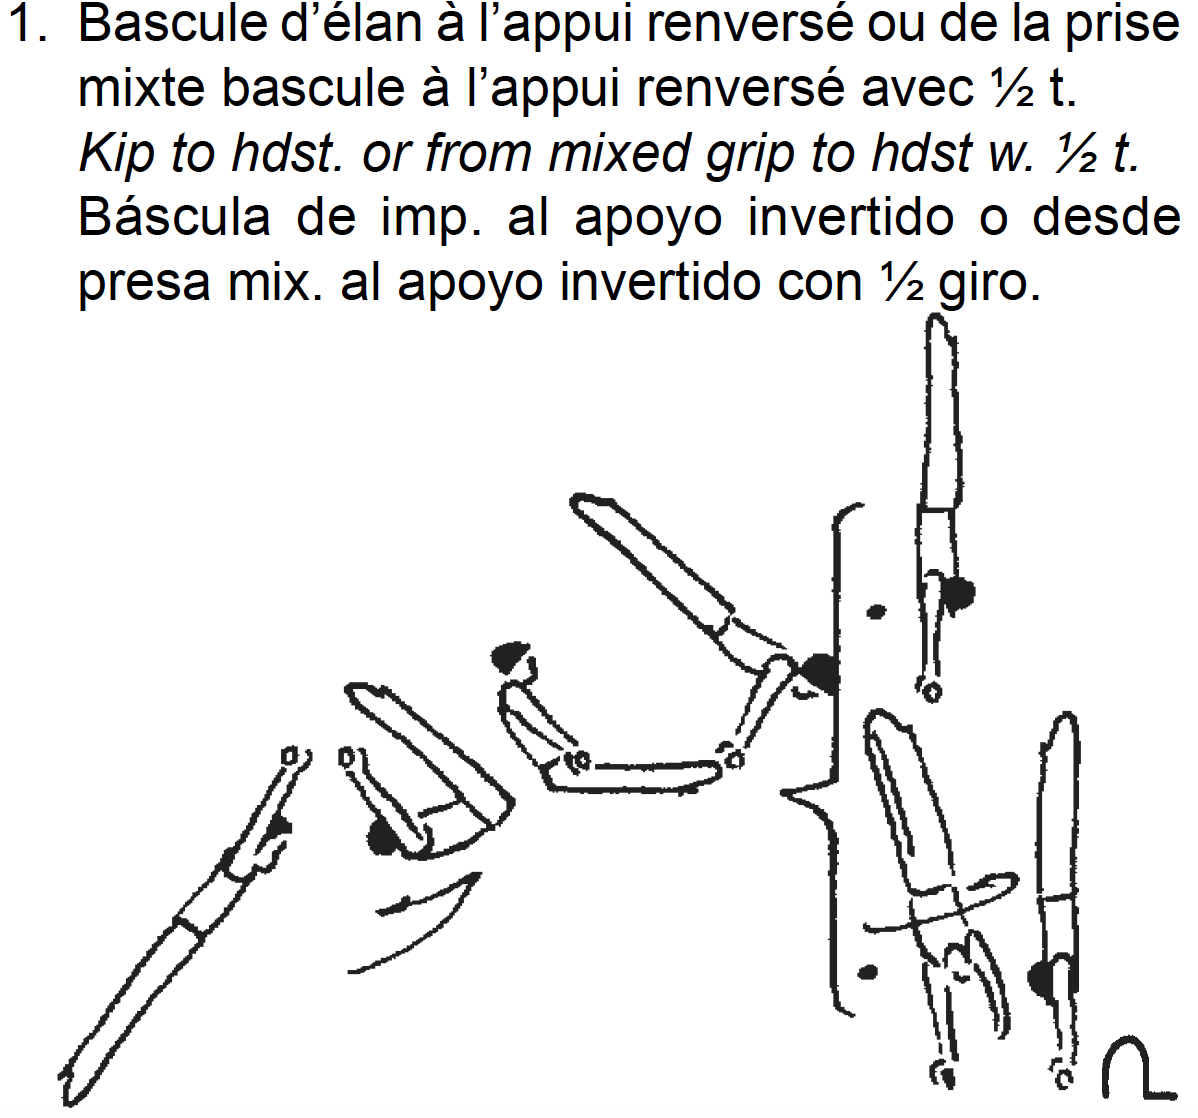 1. Bascule d’élan à l’appui renversé ou de la prise
mixte bascule à l’appui renversé avec ½ t.
Kip to hdst. or from mixed grip to hdst w. ½ t.
Báscula de imp. al apoyo invertido o desde
presa mix. al apoyo invertido con ½ giro.